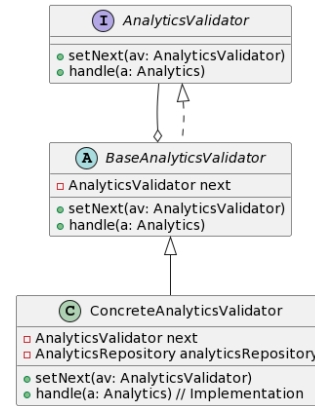 I AnalyticsValidator
setNext(av: AnalyticsValidator)
handle(a: Analytics)
A BaseAnalyticsValidator
AnalyticsValidator next
setNext(av: AnalyticsValidator)
handle(a: Analytics)
C ConcreteAnalyticsValidator
AnalyticsValidator next
AnalyticsRepository analyticsRepository
setNext(av: AnalyticsValidator)
handle(a: Analytics) // Implementation